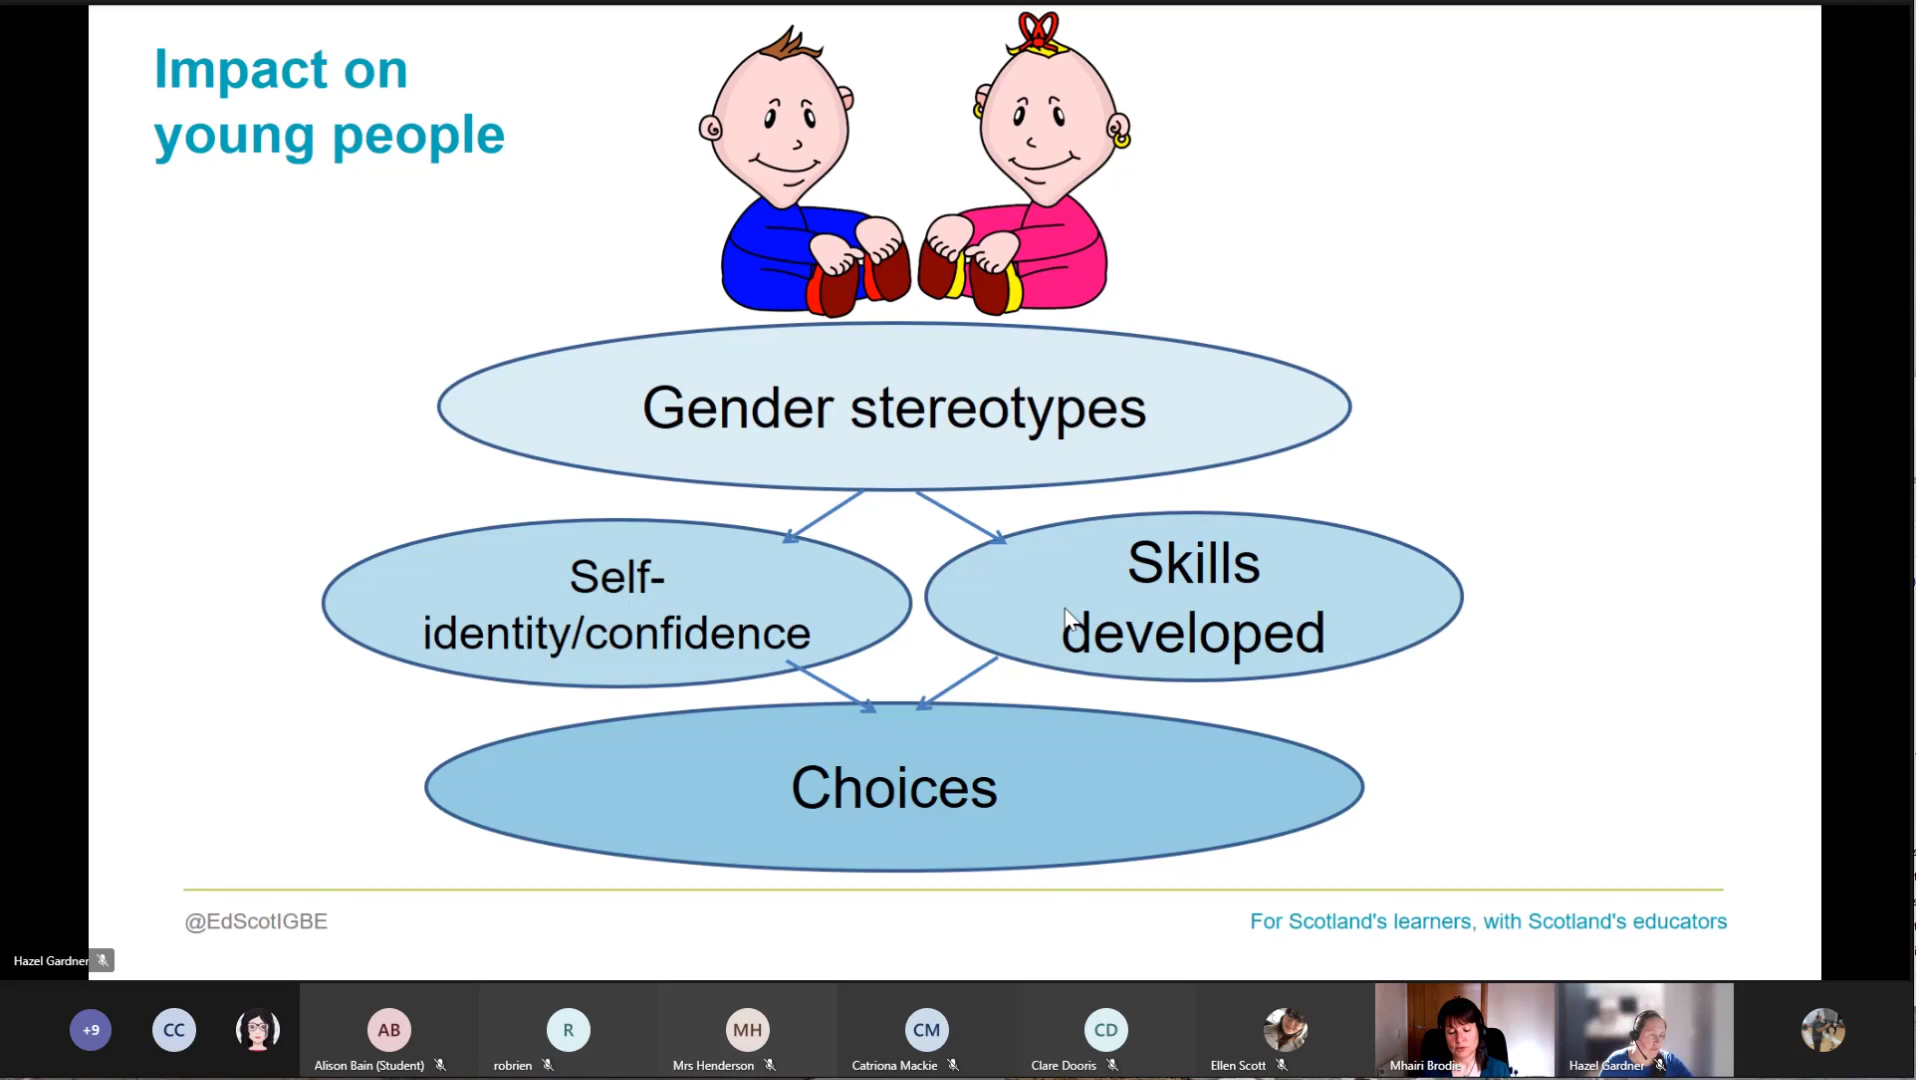 Impact on
young people
Gender stereotypes
Self-
identity/confidence
Skills
developed
Choices
@EdScotIGBE
For Scotland's learners, with Scotland's educators
Hazel Gardner
+9
CC
AB
R
MH
CM
CD
Alison Bain (Student)
robrien
Mrs Henderson
Catriona Mackie
Clare Dooris
Ellen Scott
Mhairi Brodie
Hazel Gardner